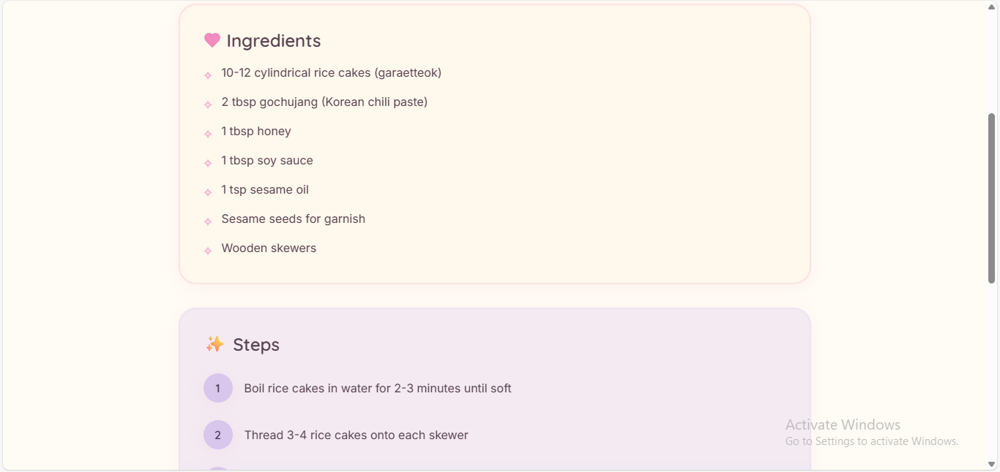 Ingredients
10-12 cylindrical rice cakes (garaetteok)
2 tbsp gochujang (Korean chili paste)
1 tbsp honey
1 tbsp soy sauce
1 tsp sesame oil
Sesame seeds for garnish
Wooden skewers
Steps
1 Boil rice cakes in water for 2-3 minutes until soft
2 Thread 3-4 rice cakes onto each skewer
Activate Windows
Go to Settings to activate Windows.